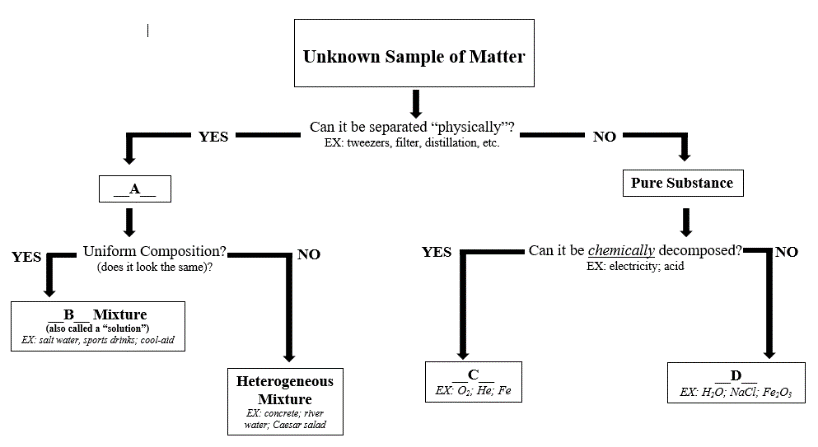 Unknown Sample of Matter
Can it be separated “physically”?
EX: tweezers, filter, distillation, etc.
YES
NO
__A__
Pure Substance
Uniform Composition?
(does it look the same)?
YES
NO
Can it be chemically decomposed?
EX: electricity; acid
YES
NO
__B__ Mixture
(also called a “solution”)
EX: salt water, sports drinks; cool-aid
Heterogeneous
Mixture
EX: concrete; river
water; Caesar salad
__C__
EX: O₂; He; Fe
__D__
EX: H₂O; NaCl; Fe₂O₃